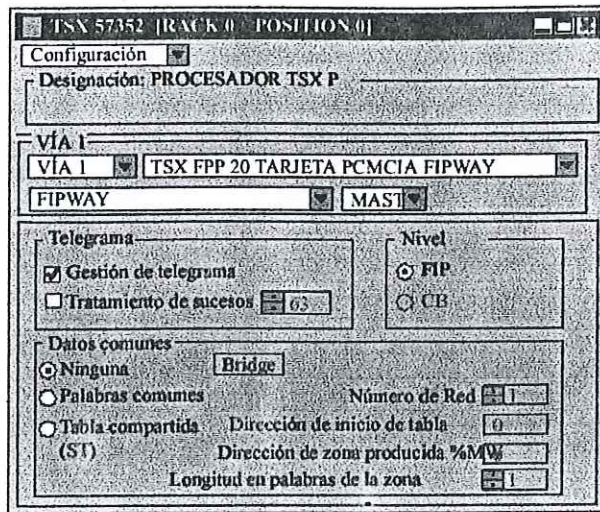 TSX 57352 [RACK 0 POSITION 0]
Configuración
Designación: PROCESADOR TSX P
VÍA 1
VÍA 1 TSX FPP 20 TARJETA PCMCIA FIPWAY
FIPWAY MAST
Telegrama Nivel
Gestión de telegrama FIP
Tratamiento de sucesos 63 CB
Datos comunes
Ninguna Bridge
Palabras comunes Número de Red 1
Tabla compartida Dirección de inicio de tabla 0
(ST) Dirección de zona producida %MW
Longitud en palabras de la zona 1